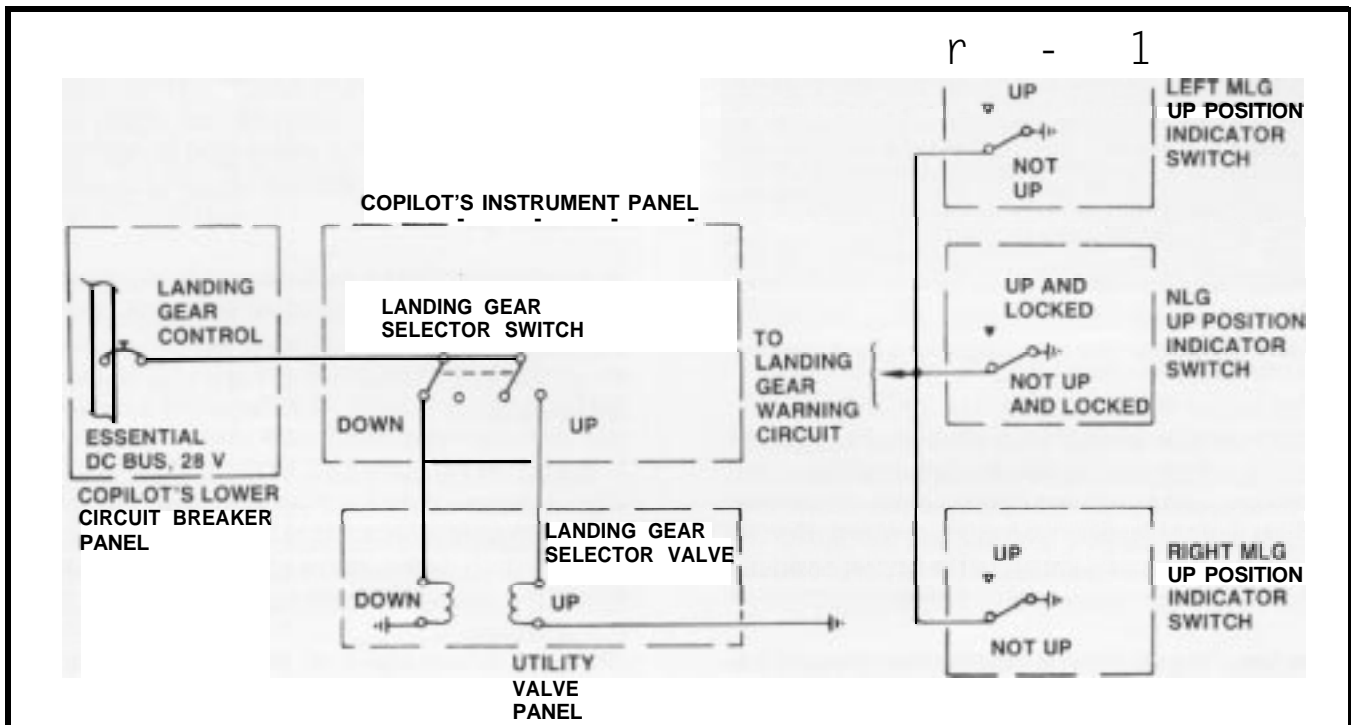 r - 1
UP
NOT
UP
LEFT MLG
UP POSITION
INDICATOR
SWITCH
COPILOT'S INSTRUMENT PANEL
LANDING
GEAR
CONTROL
ESSENTIAL
DC BUS, 28 V
COPILOT'S LOWER
CIRCUIT BREAKER
PANEL
LANDING GEAR
SELECTOR SWITCH
DOWN
UP
TO
LANDING
GEAR
WARNING
CIRCUIT
UP AND
LOCKED
NOT UP
AND LOCKED
NLG
UP POSITION
INDICATOR
SWITCH
LANDING GEAR
SELECTOR VALVE
DOWN
UP
UTILITY
VALVE
PANEL
UP
NOT UP
RIGHT MLG
UP POSITION
INDICATOR
SWITCH